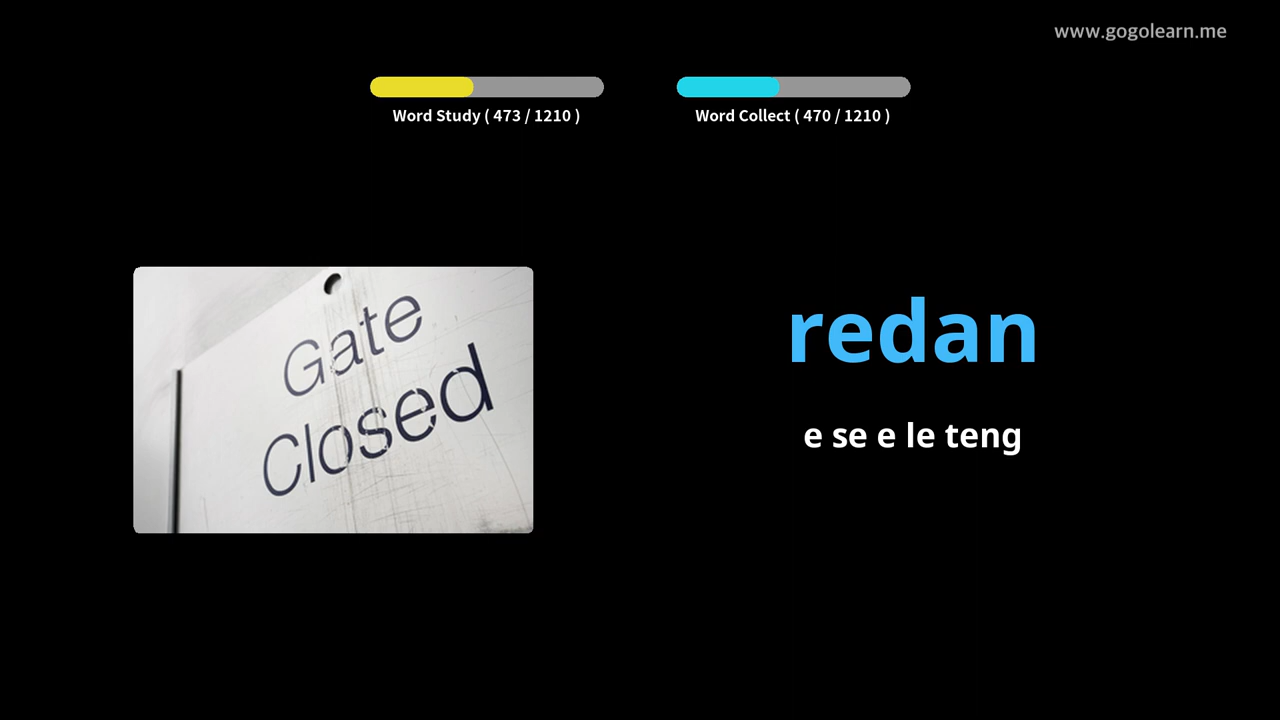 www.gogolearn.me
Word Study ( 473 / 1210 )
Word Collect ( 470 / 1210 )
Gate
Closed
redan
e se e le teng